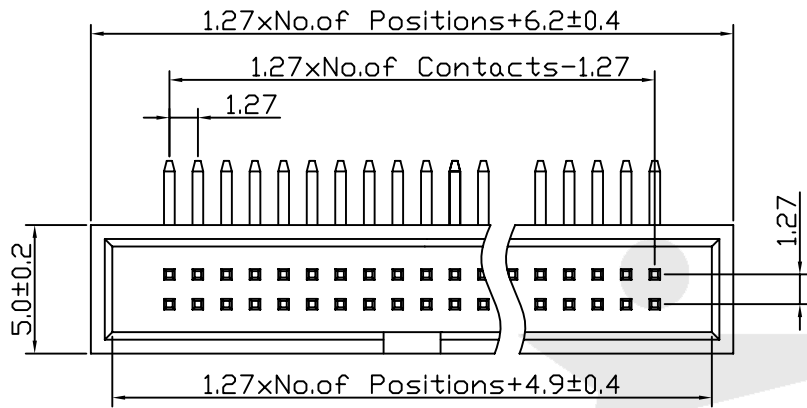 1.27xNo.of Positions+6.2±0.4
1.27xNo.of Contacts-1.27
1.27
1.27
5.0±0.2
1.27xNo.of Positions+4.9±0.4